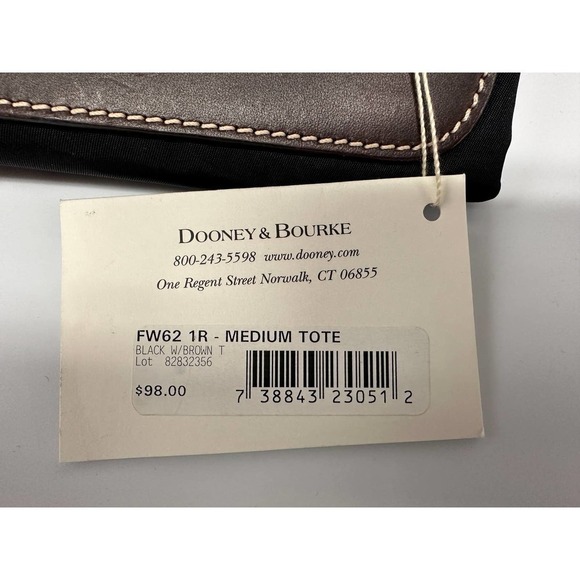 DOONEY & BOURKE
800-243-5598 www.dooney.com
One Regent Street Norwalk, CT 06855
FW62 1R - MEDIUM TOTE
BLACK W/BROWN T
Lot 82832356
$98.00
7 38843 23051 2